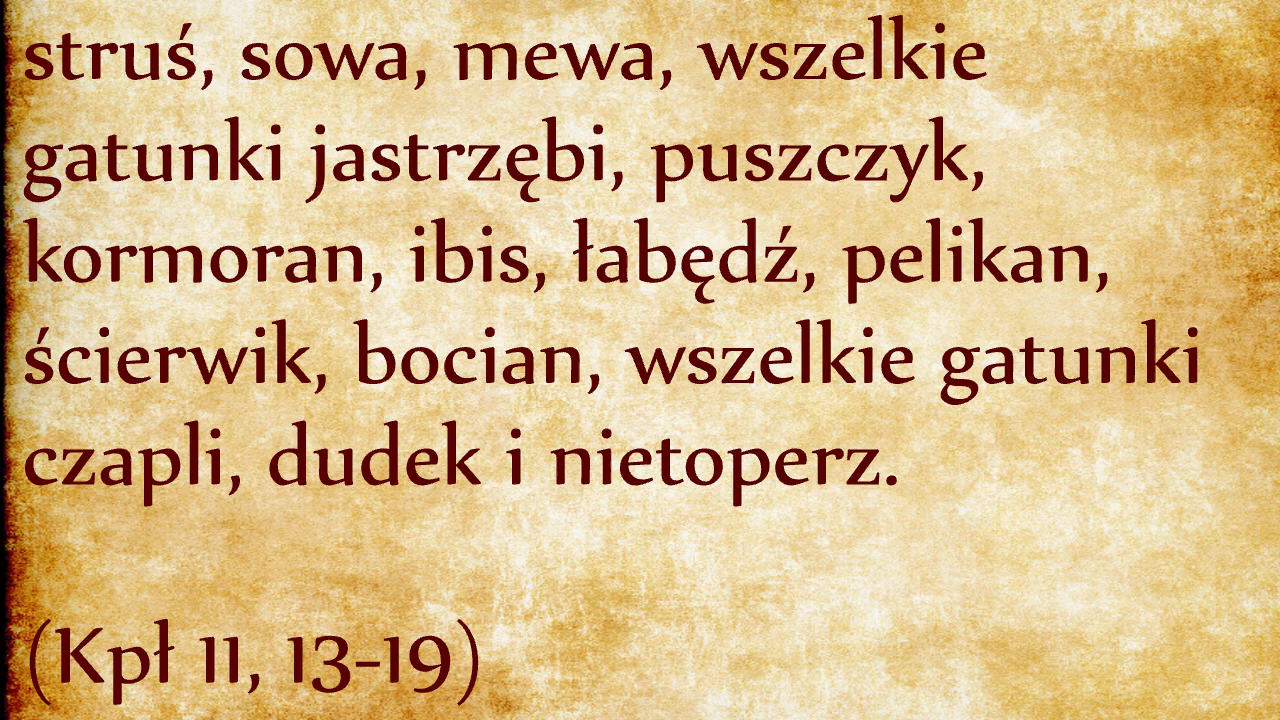 struś, sowa, mewa, wszelkie
gatunki jastrzębi, puszczyk,
kormoran, ibis, łabędź, pelikan,
ścierwik, bocian, wszelkie gatunki
czapli, dudek i nietoperz.
(Kpł 11, 13-19)